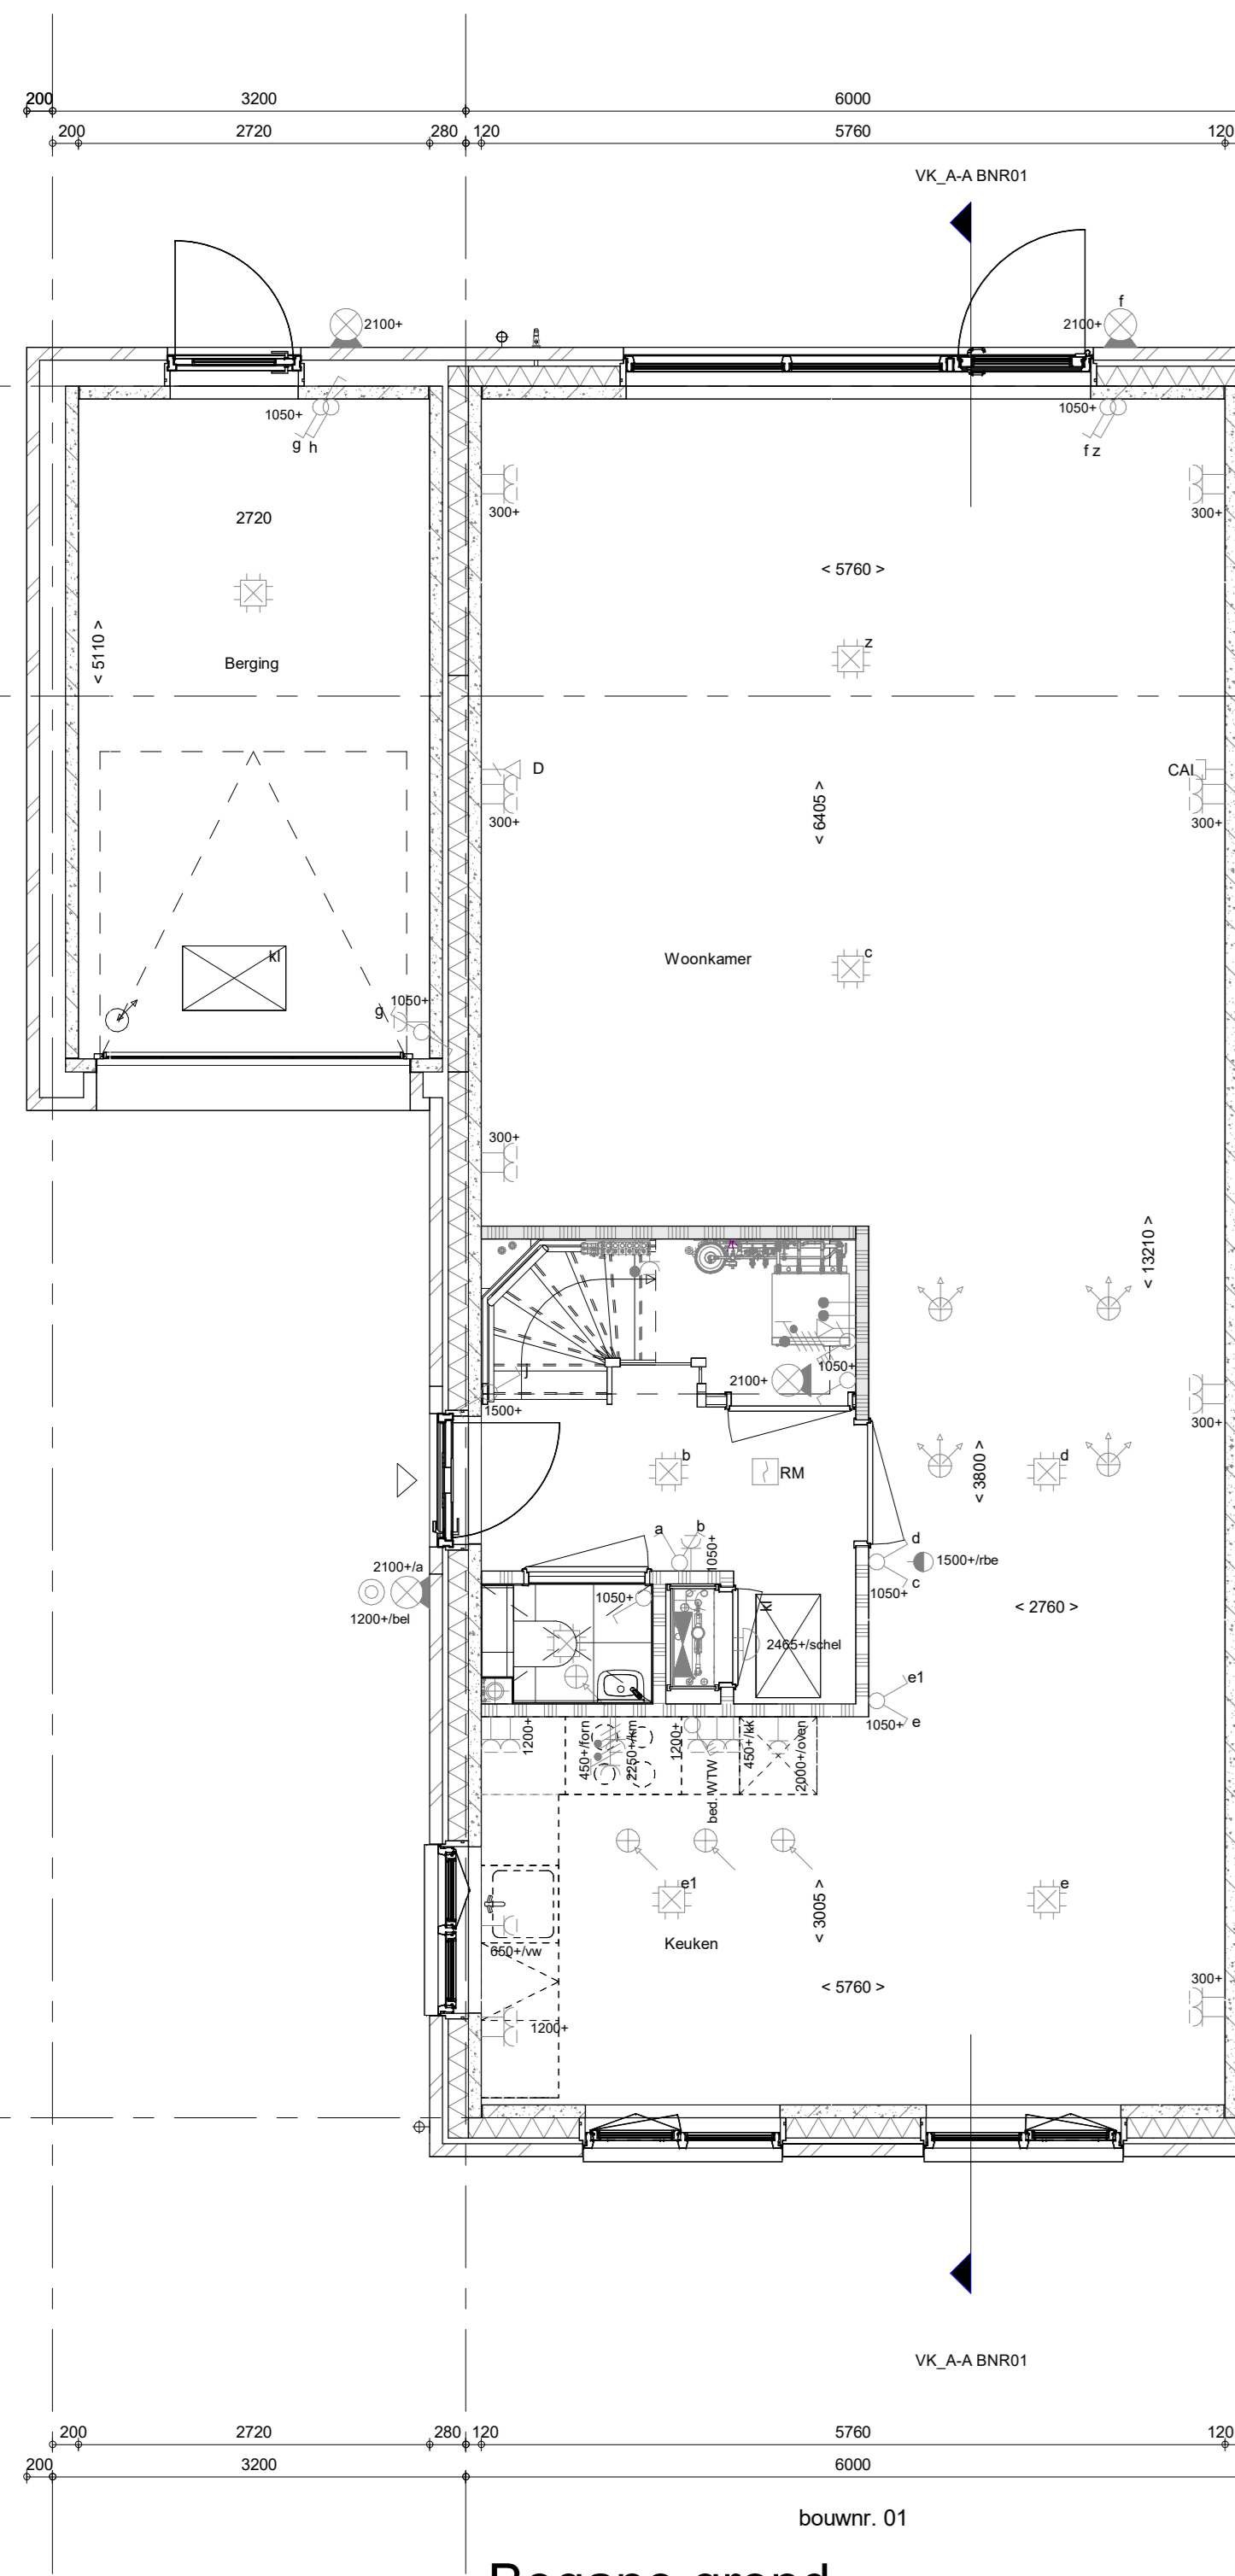 200 3200 6000
200 2720 280 120 5760 120
VK_A-A BNR01
f
2100+ 2100+
1050+ 1050+
g h f z
300+ 300+
2720
< 5760 >
< 5110 >
z
Berging
D CAI
300+ < 6405 > 300+
kl Woonkamer c
1050+
g
300+
< 13210 >
1050+
2100+
1500+
300+
b RM < 3800 > d
a b 1050+ d
1500+/rbe
2100+/a 1050+ c
1200+/bel 1050+ kl < 2760 >
2465+/schel
e1
1050+ e
1200+ 450+/forn 2250+/km 1200+ 450+/kk 2000+/oven
bed. WTW
e1 e
< 3005 >
Keuken
650+/vw
< 5760 > 300+
1200+
VK_A-A BNR01
200 2720 280 120 5760 120
200 3200 6000
bouwnr. 01
Begane grond